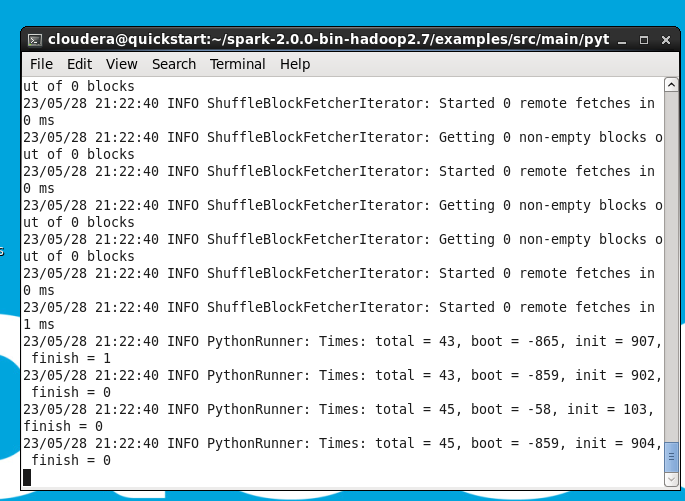 cloudera@quickstart:~/spark-2.0.0-bin-hadoop2.7/examples/src/main/pyt
File Edit View Search Terminal Help
ut of 0 blocks
23/05/28 21:22:40 INFO ShuffleBlockFetcherIterator: Started 0 remote fetches in
0 ms
23/05/28 21:22:40 INFO ShuffleBlockFetcherIterator: Getting 0 non-empty blocks o
ut of 0 blocks
23/05/28 21:22:40 INFO ShuffleBlockFetcherIterator: Started 0 remote fetches in
0 ms
23/05/28 21:22:40 INFO ShuffleBlockFetcherIterator: Getting 0 non-empty blocks o
ut of 0 blocks
23/05/28 21:22:40 INFO ShuffleBlockFetcherIterator: Getting 0 non-empty blocks o
ut of 0 blocks
23/05/28 21:22:40 INFO ShuffleBlockFetcherIterator: Started 0 remote fetches in
0 ms
23/05/28 21:22:40 INFO ShuffleBlockFetcherIterator: Started 0 remote fetches in
1 ms
23/05/28 21:22:40 INFO PythonRunner: Times: total = 43, boot = -865, init = 907,
 finish = 1
23/05/28 21:22:40 INFO PythonRunner: Times: total = 43, boot = -859, init = 902,
 finish = 0
23/05/28 21:22:40 INFO PythonRunner: Times: total = 45, boot = -58, init = 103,
finish = 0
23/05/28 21:22:40 INFO PythonRunner: Times: total = 45, boot = -859, init = 904,
 finish = 0
s